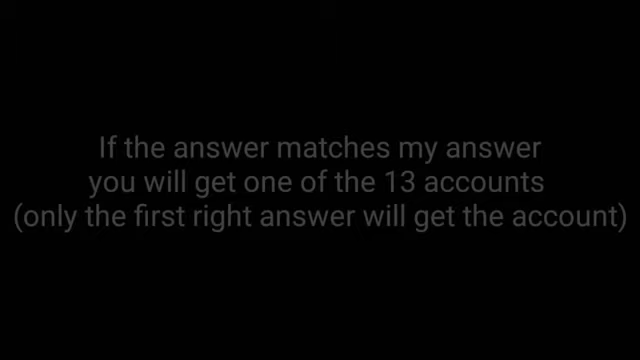 If the answer matches my answer
you will get one of the 13 accounts
(only the first right answer will get the account)